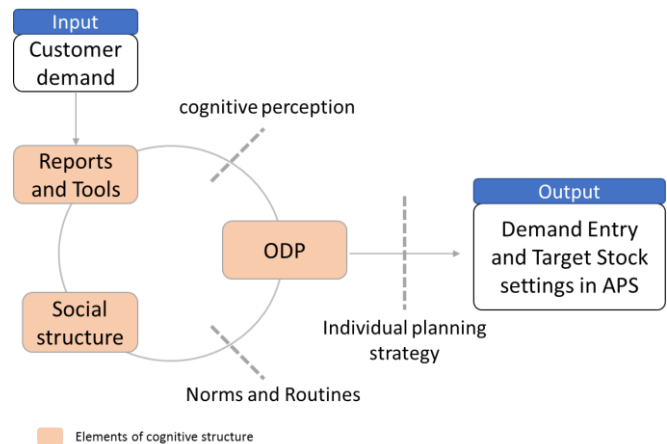 Input
Customer
demand
cognitive perception
Reports
and Tools
Output
ODP
Demand Entry
and Target Stock
settings in APS
Social
structure
Individual planning
strategy
Norms and Routines
Elements of cognitive structure